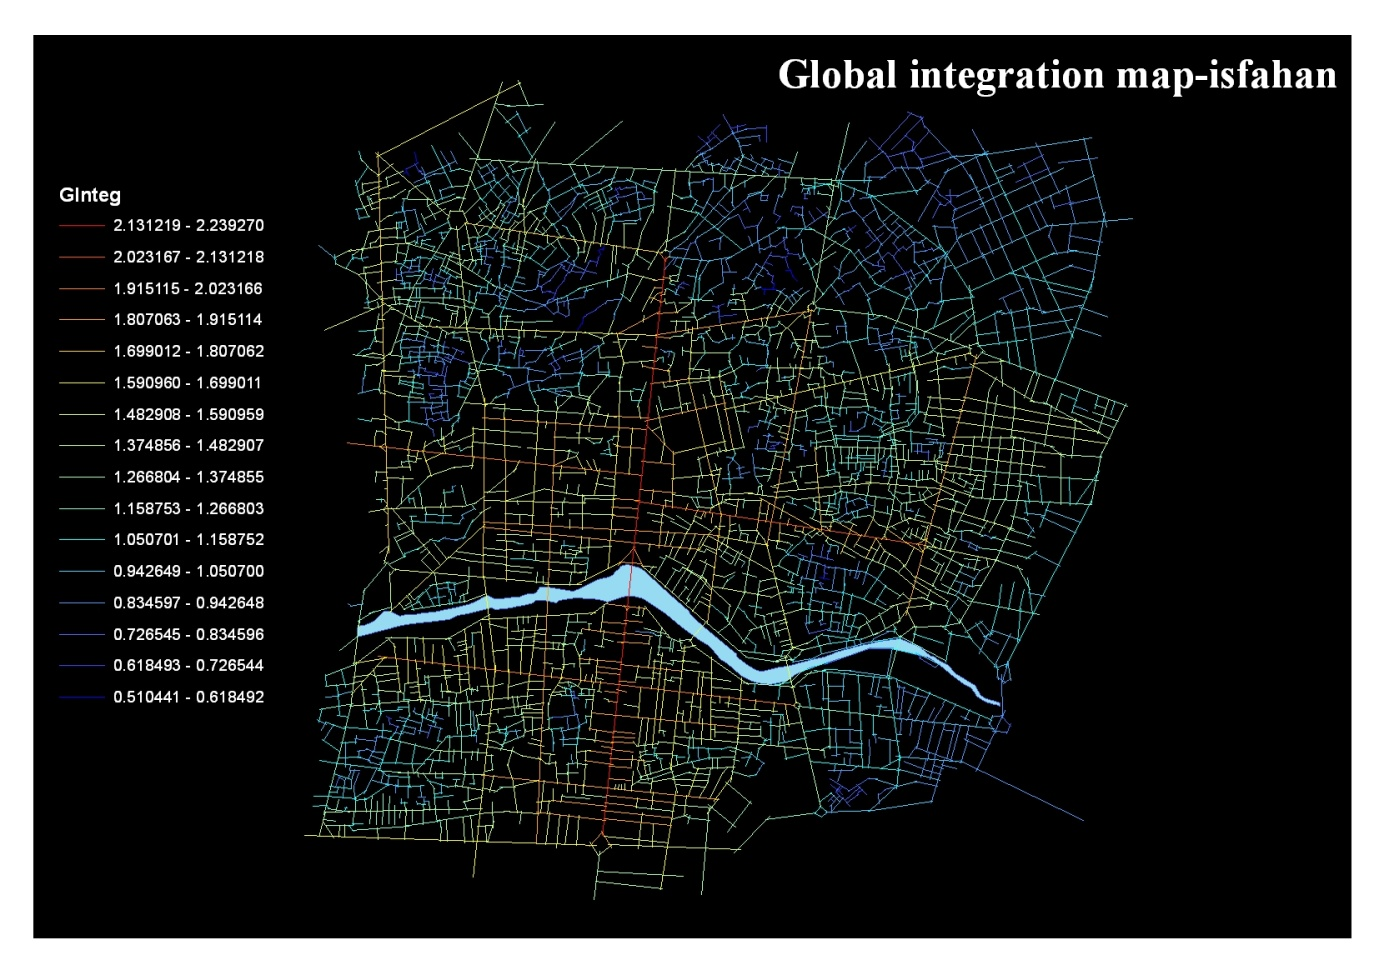 Global integration map-isfahan
GInteg
2.131219 - 2.239270
2.023167 - 2.131218
1.915115 - 2.023166
1.807063 - 1.915114
1.699012 - 1.807062
1.590960 - 1.699011
1.482908 - 1.590959
1.374856 - 1.482907
1.266804 - 1.374855
1.158753 - 1.266803
1.050701 - 1.158752
0.942649 - 1.050700
0.834597 - 0.942648
0.726545 - 0.834596
0.618493 - 0.726544
0.510441 - 0.618492